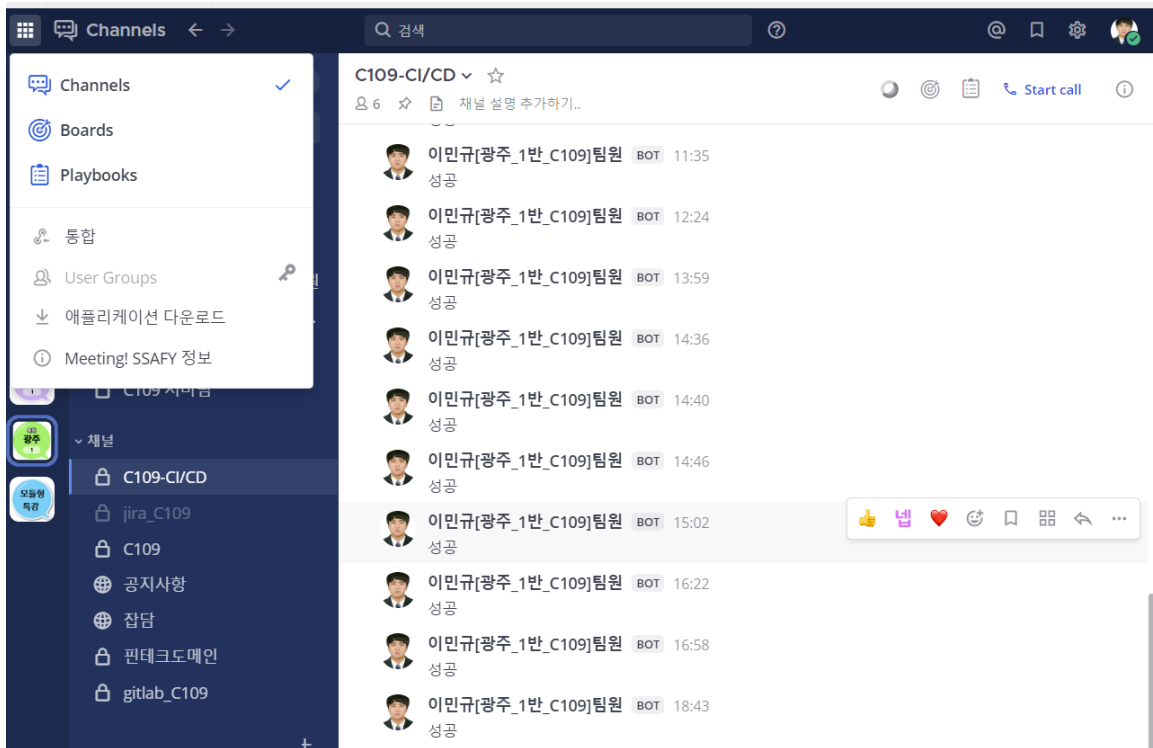 Channels
검색
Channels
Boards
Playbooks
통합
User Groups
애플리케이션 다운로드
Meeting! SSAFY 정보
1
광주
1
모듈형
특강
채널
C109-CI/CD
jira_C109
C109
공지사항
잡담
핀테크도메인
gitlab_C109
C109-CI/CD
6 채널 설명 추가하기..
Start call
이민규[광주_1반_C109]팀원 BOT 11:35
성공
이민규[광주_1반_C109]팀원 BOT 12:24
성공
이민규[광주_1반_C109]팀원 BOT 13:59
성공
이민규[광주_1반_C109]팀원 BOT 14:36
성공
이민규[광주_1반_C109]팀원 BOT 14:40
성공
이민규[광주_1반_C109]팀원 BOT 14:46
성공
이민규[광주_1반_C109]팀원 BOT 15:02
넵
성공
이민규[광주_1반_C109]팀원 BOT 16:22
성공
이민규[광주_1반_C109]팀원 BOT 16:58
성공
이민규[광주_1반_C109]팀원 BOT 18:43
성공